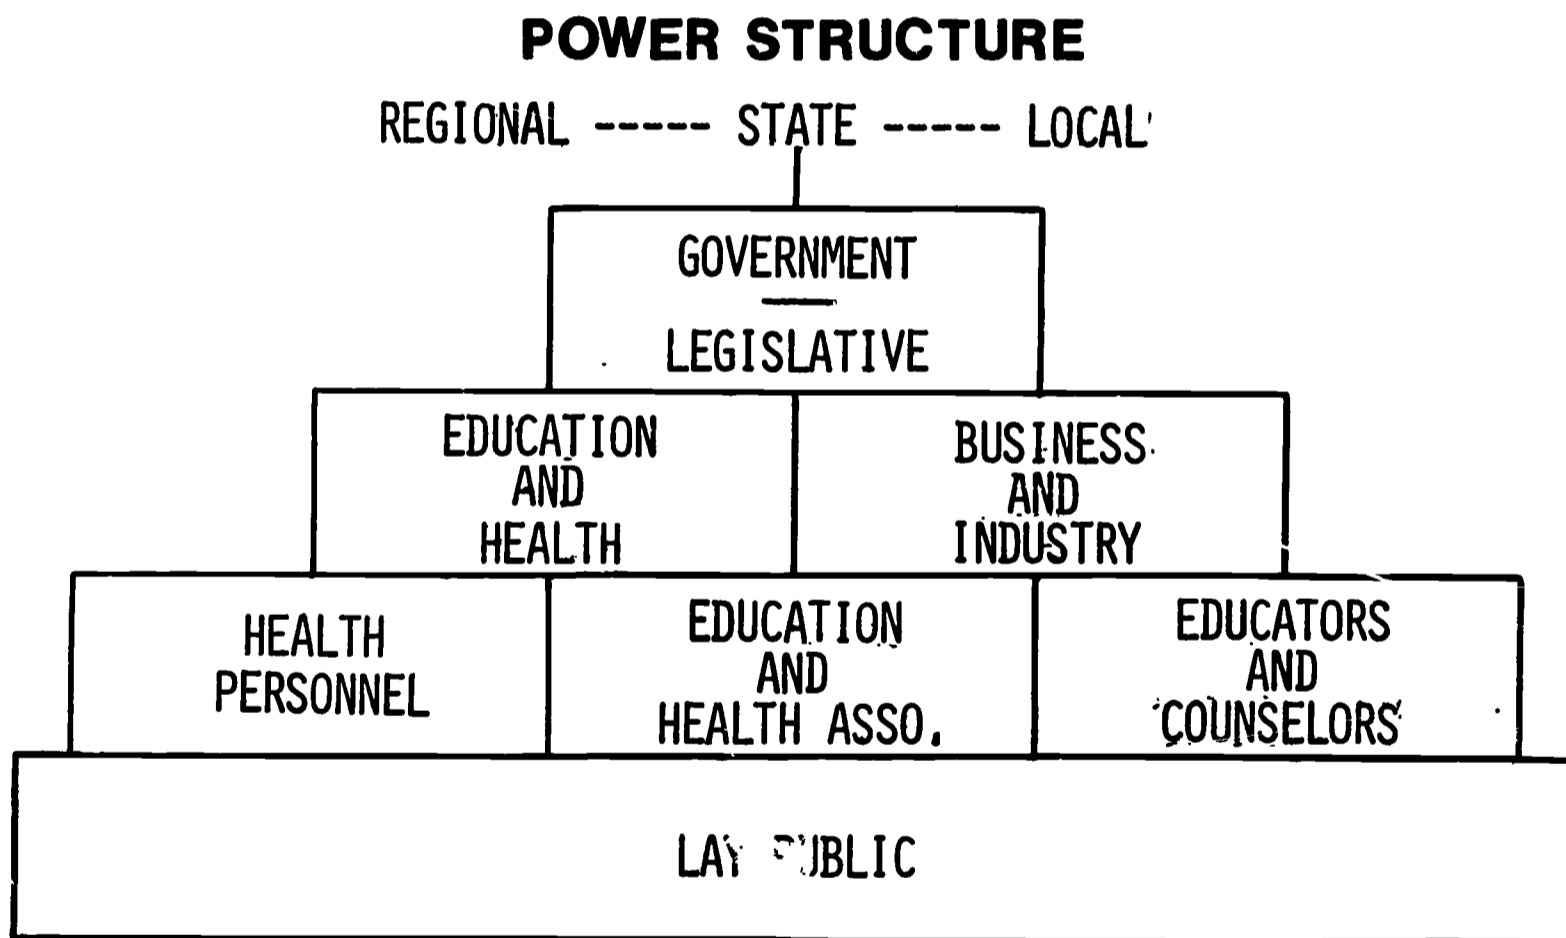 POWER STRUCTURE
REGIONAL ----- STATE ----- LOCAL
GOVERNMENT
LEGISLATIVE
EDUCATION
AND
HEALTH
BUSINESS
AND
INDUSTRY
HEALTH
PERSONNEL
EDUCATION
AND
HEALTH ASSO.
EDUCATORS
AND
COUNSELORS
LAY PUBLIC